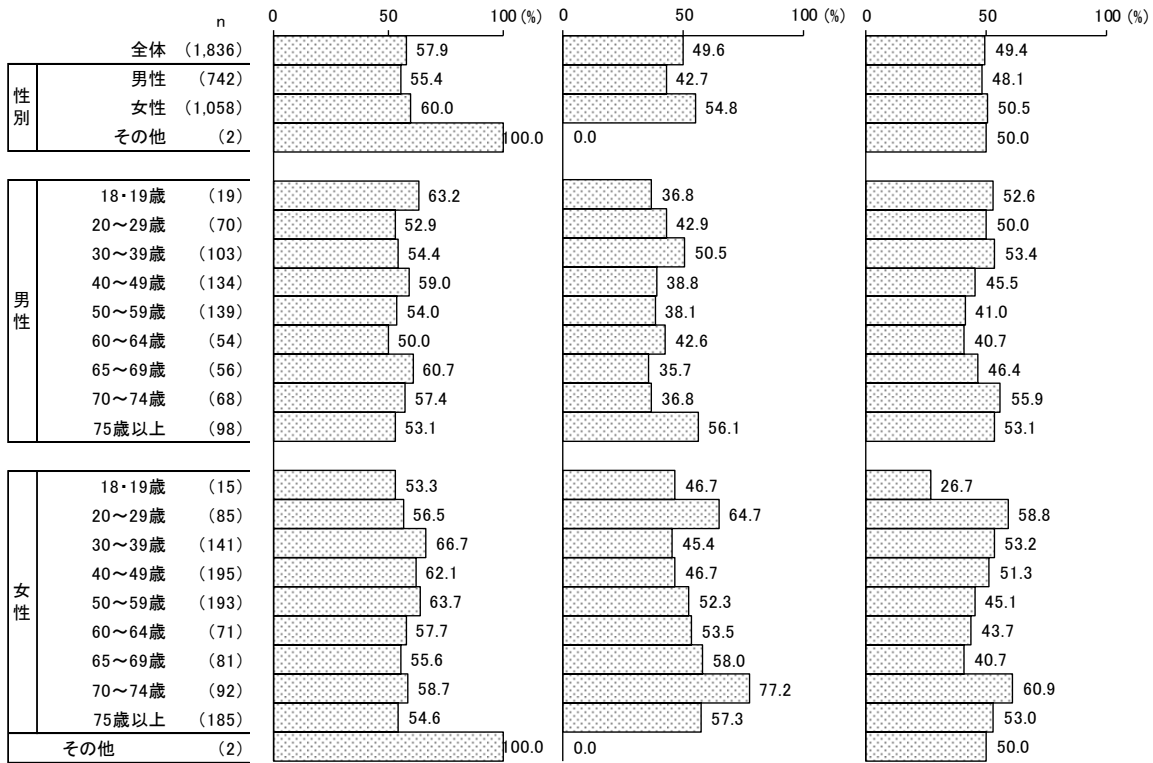 0 50 100 (%) 0 50 100 (%) 0 50 100 (%)
n
全体 (1,836) 57.9 49.6 49.4
性別
男性 (742) 55.4 42.7 48.1
女性 (1,058) 60.0 54.8 50.5
その他 (2) 100.0 0.0 50.0
男性
18・19歳 (19) 63.2 36.8 52.6
20～29歳 (70) 52.9 42.9 50.0
30～39歳 (103) 54.4 50.5 53.4
40～49歳 (134) 59.0 38.8 45.5
50～59歳 (139) 54.0 38.1 41.0
60～64歳 (54) 50.0 42.6 40.7
65～69歳 (56) 60.7 35.7 46.4
70～74歳 (68) 57.4 36.8 55.9
75歳以上 (98) 53.1 56.1 53.1
女性
18・19歳 (15) 53.3 46.7 26.7
20～29歳 (85) 56.5 64.7 58.8
30～39歳 (141) 66.7 45.4 53.2
40～49歳 (195) 62.1 46.7 51.3
50～59歳 (193) 63.7 52.3 45.1
60～64歳 (71) 57.7 53.5 43.7
65～69歳 (81) 55.6 58.0 40.7
70～74歳 (92) 58.7 77.2 60.9
75歳以上 (185) 54.6 57.3 53.0
その他 (2) 100.0 0.0 50.0